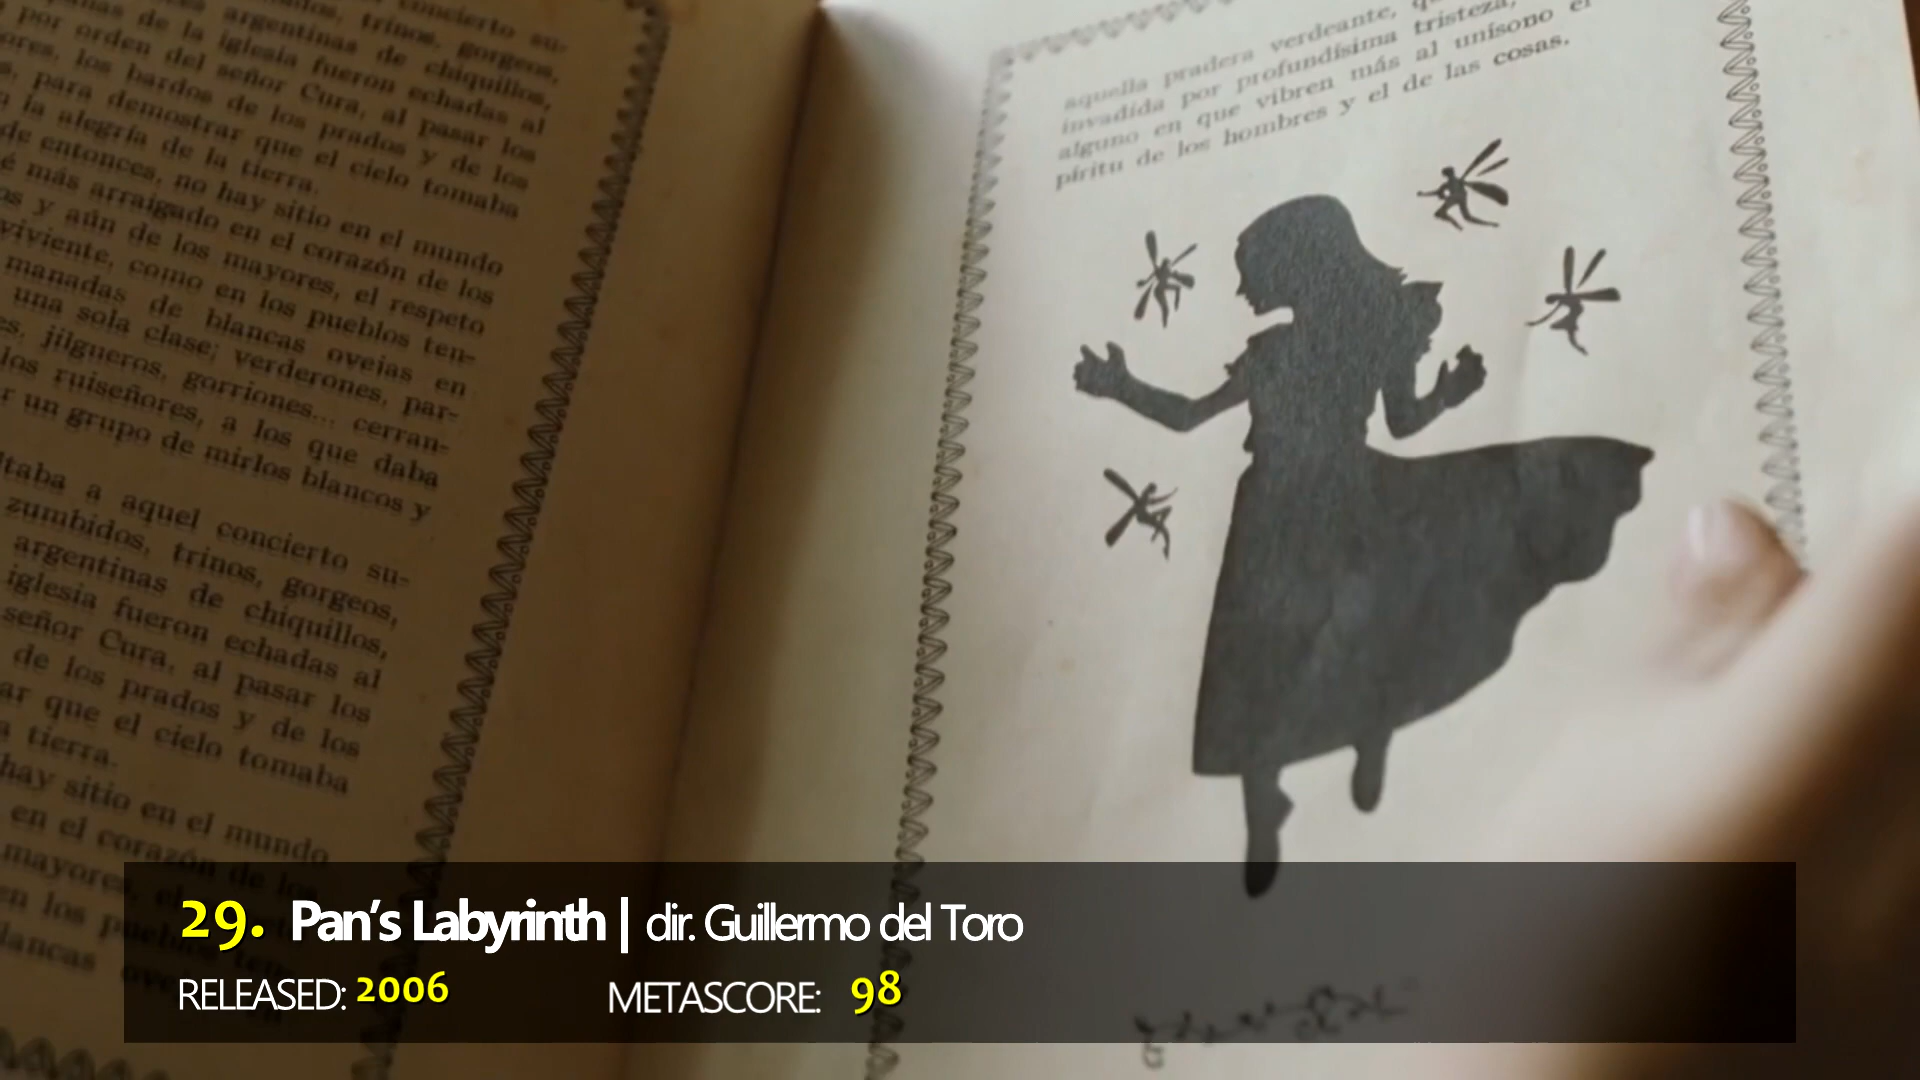 concierto su-
trinos, gorgeos,
argentinas de chiquillos,
de la iglesia fueron echadas al
por orden del señor Cura, al pasar los
los bardos de los prados y de los
para demostrar que el cielo tomaba
la alegría de la tierra.
de entonces, no hay sitio en el mundo
más arraigado en el corazón de los
y aún de los mayores, el respeto
viviente, como en los pueblos ten-
manadas de blancas ovejas en
una sola clase; verderones, par-
jilgueros, gorriones... cerran-
ruiseñores, a los que daba
un grupo de mirlos blancos y
a aquel concierto su-
zumbidos, trinos, gorgeos,
argentinas de chiquillos,
iglesia fueron echadas al
señor Cura, al pasar los
de los prados y de los
que el cielo tomaba
tierra.
hay sitio en el mundo
en el corazón de los
mayores,
en los
aquella pradera verdeante,
invadida por profundísima tristeza,
alguno en que vibren más al unísono el
píritu de los hombres y el de las cosas.
29. Pan's Labyrinth | dir. Guillermo del Toro
RELEASED: 2006 METASCORE: 98